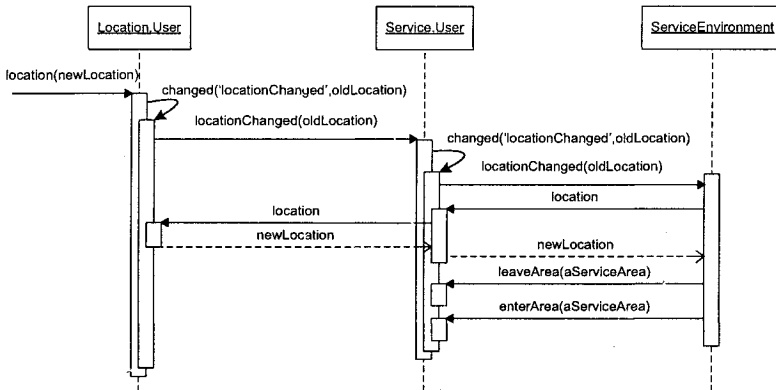 Location.User
Service.User
ServiceEnvironment
location(newLocation)
changed('locationChanged',oldLocation)
locationChanged(oldLocation)
changed('locationChanged',oldLocation)
locationChanged(oldLocation)
location
location
newLocation
newLocation
leaveArea(aServiceArea)
enterArea(aServiceArea)